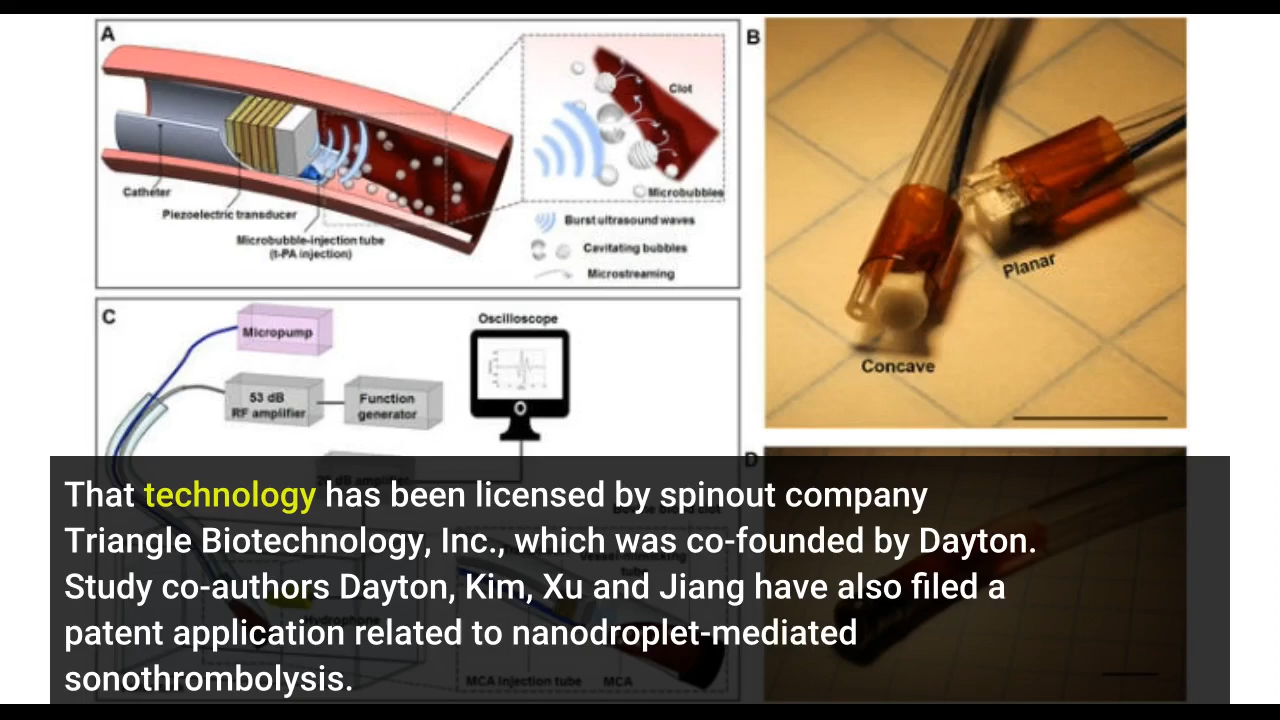 A
Clot
Catheter
Microbubbles
Piezoelectric transducer
Microbubble-injection tube
(t-PA injection)
Burst ultrasound waves
Cavitating bubbles
Microstreaming
B
Planar
Concave
C
Micropump
Oscilloscope
53 dB
RF amplifier
Function
generator
D
That technology has been licensed by spinout company
Triangle Biotechnology, Inc., which was co-founded by Dayton.
Study co-authors Dayton, Kim, Xu and Jiang have also filed a
patent application related to nanodroplet-mediated
sonothrombolysis.
MCA Injection tube
MCA